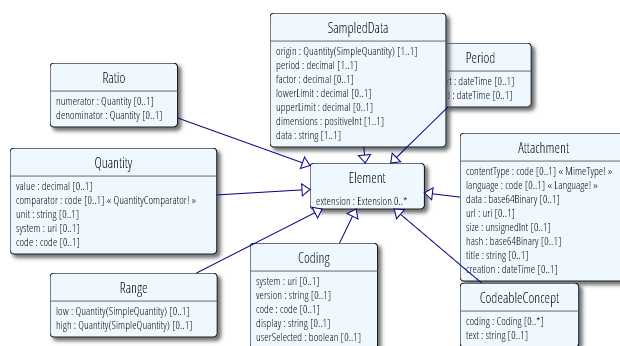 SampledData
origin : Quantity(SimpleQuantity) [1..1]
period : decimal [1..1]
factor : decimal [0..1]
lowerLimit : decimal [0..1]
upperLimit : decimal [0..1]
dimensions : positiveInt [1..1]
data : string [1..1]
Period
: dateTime [0..1]
: dateTime [0..1]
Ratio
numerator : Quantity [0..1]
denominator : Quantity [0..1]
Attachment
contentType : code [0..1] « MimeType! »
language : code [0..1] « Language! »
data : base64Binary [0..1]
url : uri [0..1]
size : unsignedInt [0..1]
hash : base64Binary [0..1]
title : string [0..1]
creation : dateTime [0..1]
Quantity
value : decimal [0..1]
comparator : code [0..1] « QuantityComparator! »
unit : string [0..1]
system : uri [0..1]
code : code [0..1]
Element
extension : Extension 0..*
Coding
system : uri [0..1]
version : string [0..1]
code : code [0..1]
display : string [0..1]
userSelected : boolean [0..1]
Range
low : Quantity(SimpleQuantity) [0..1]
high : Quantity(SimpleQuantity) [0..1]
CodeableConcept
coding : Coding [0..*]
text : string [0..1]